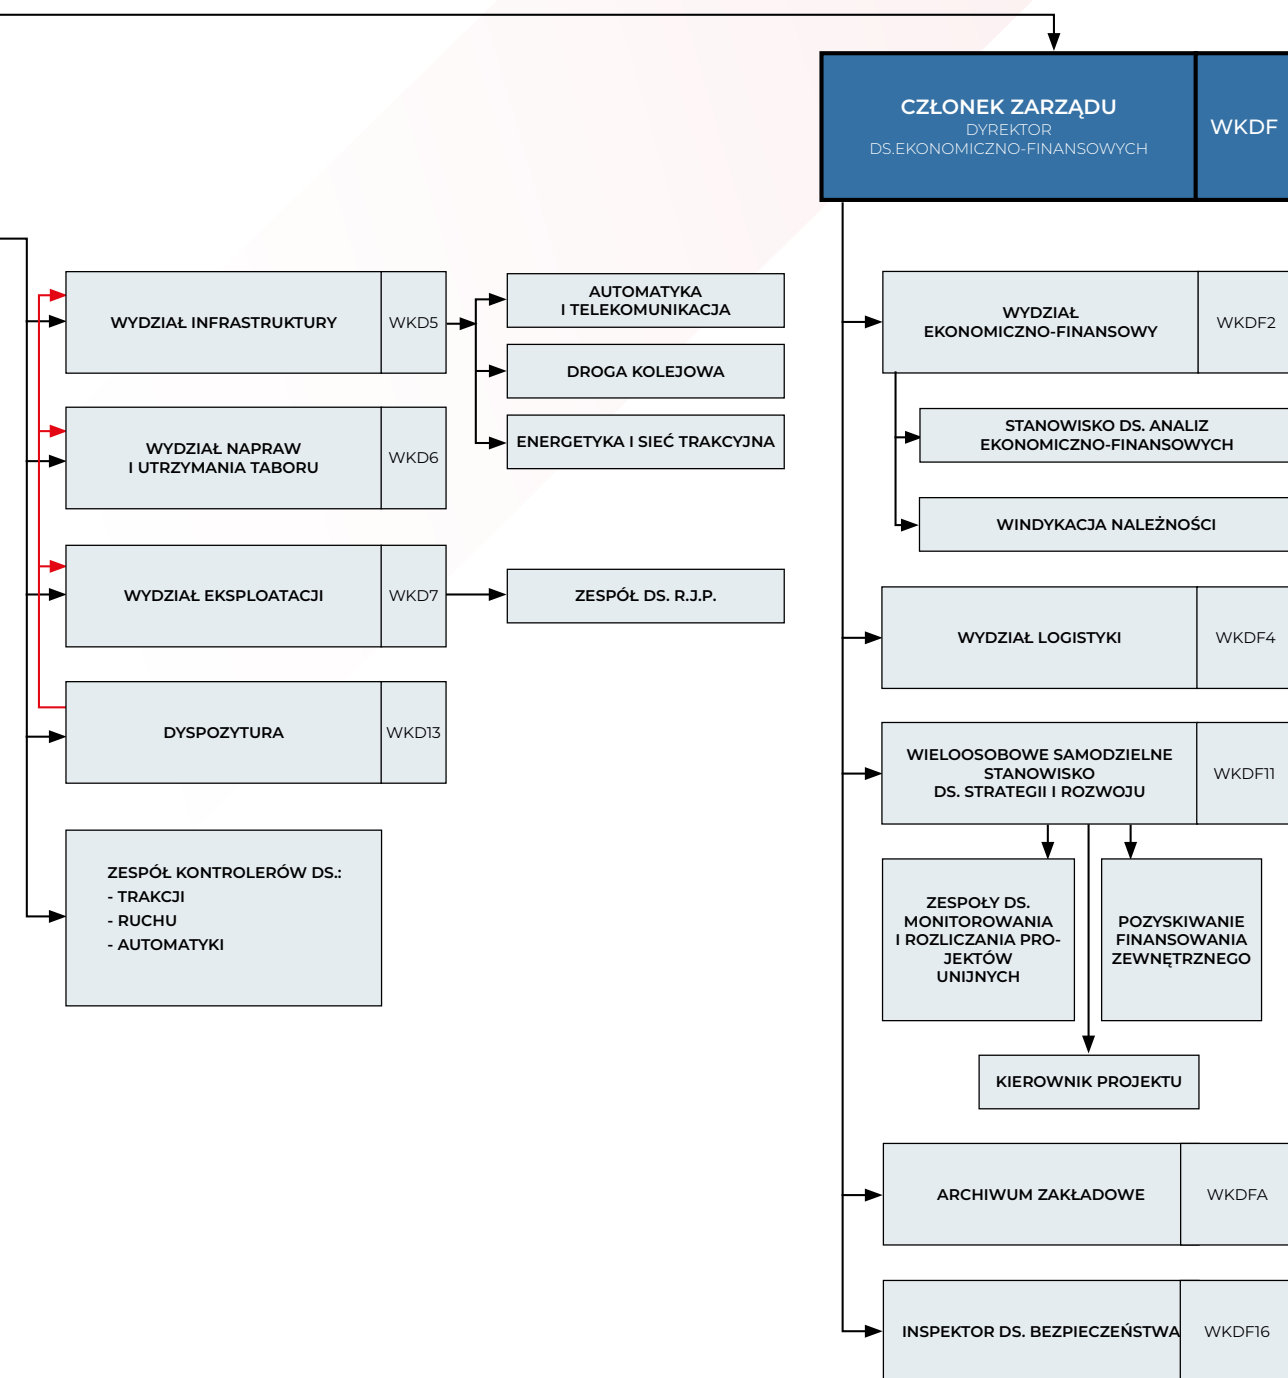 CZŁONEK ZARZĄDU
DYREKTOR
DS.EKONOMICZNO-FINANSOWYCH
WKDF
WYDZIAŁ INFRASTRUKTURY
WKD5
AUTOMATYKA
I TELEKOMUNIKACJA
DROGA KOLEJOWA
ENERGETYKA I SIEĆ TRAKCYJNA
WYDZIAŁ NAPRAW
I UTRZYMANIA TABORU
WKD6
WYDZIAŁ EKSPLOATACJI
WKD7
ZESPÓŁ DS. R.J.P.
DYSPOZYTURA
WKD13
ZESPÓŁ KONTROLERÓW DS.:
- TRAKCJI
- RUCHU
- AUTOMATYKI
WYDZIAŁ
EKONOMICZNO-FINANSOWY
WKDF2
STANOWISKO DS. ANALIZ
EKONOMICZNO-FINANSOWYCH
WINDYKACJA NALEŻNOŚCI
WYDZIAŁ LOGISTYKI
WKDF4
WIELOOSOBOWE SAMODZIELNE
STANOWISKO
DS. STRATEGII I ROZWOJU
WKDF11
ZESPOŁY DS.
MONITOROWANIA
I ROZLICZANIA PRO-
JEKTÓW
UNIJNYCH
POZYSKIWANIE
FINANSOWANIA
ZEWNĘTRZNEGO
KIEROWNIK PROJEKTU
ARCHIWUM ZAKŁADOWE
WKDFA
INSPEKTOR DS. BEZPIECZEŃSTWA
WKDF16